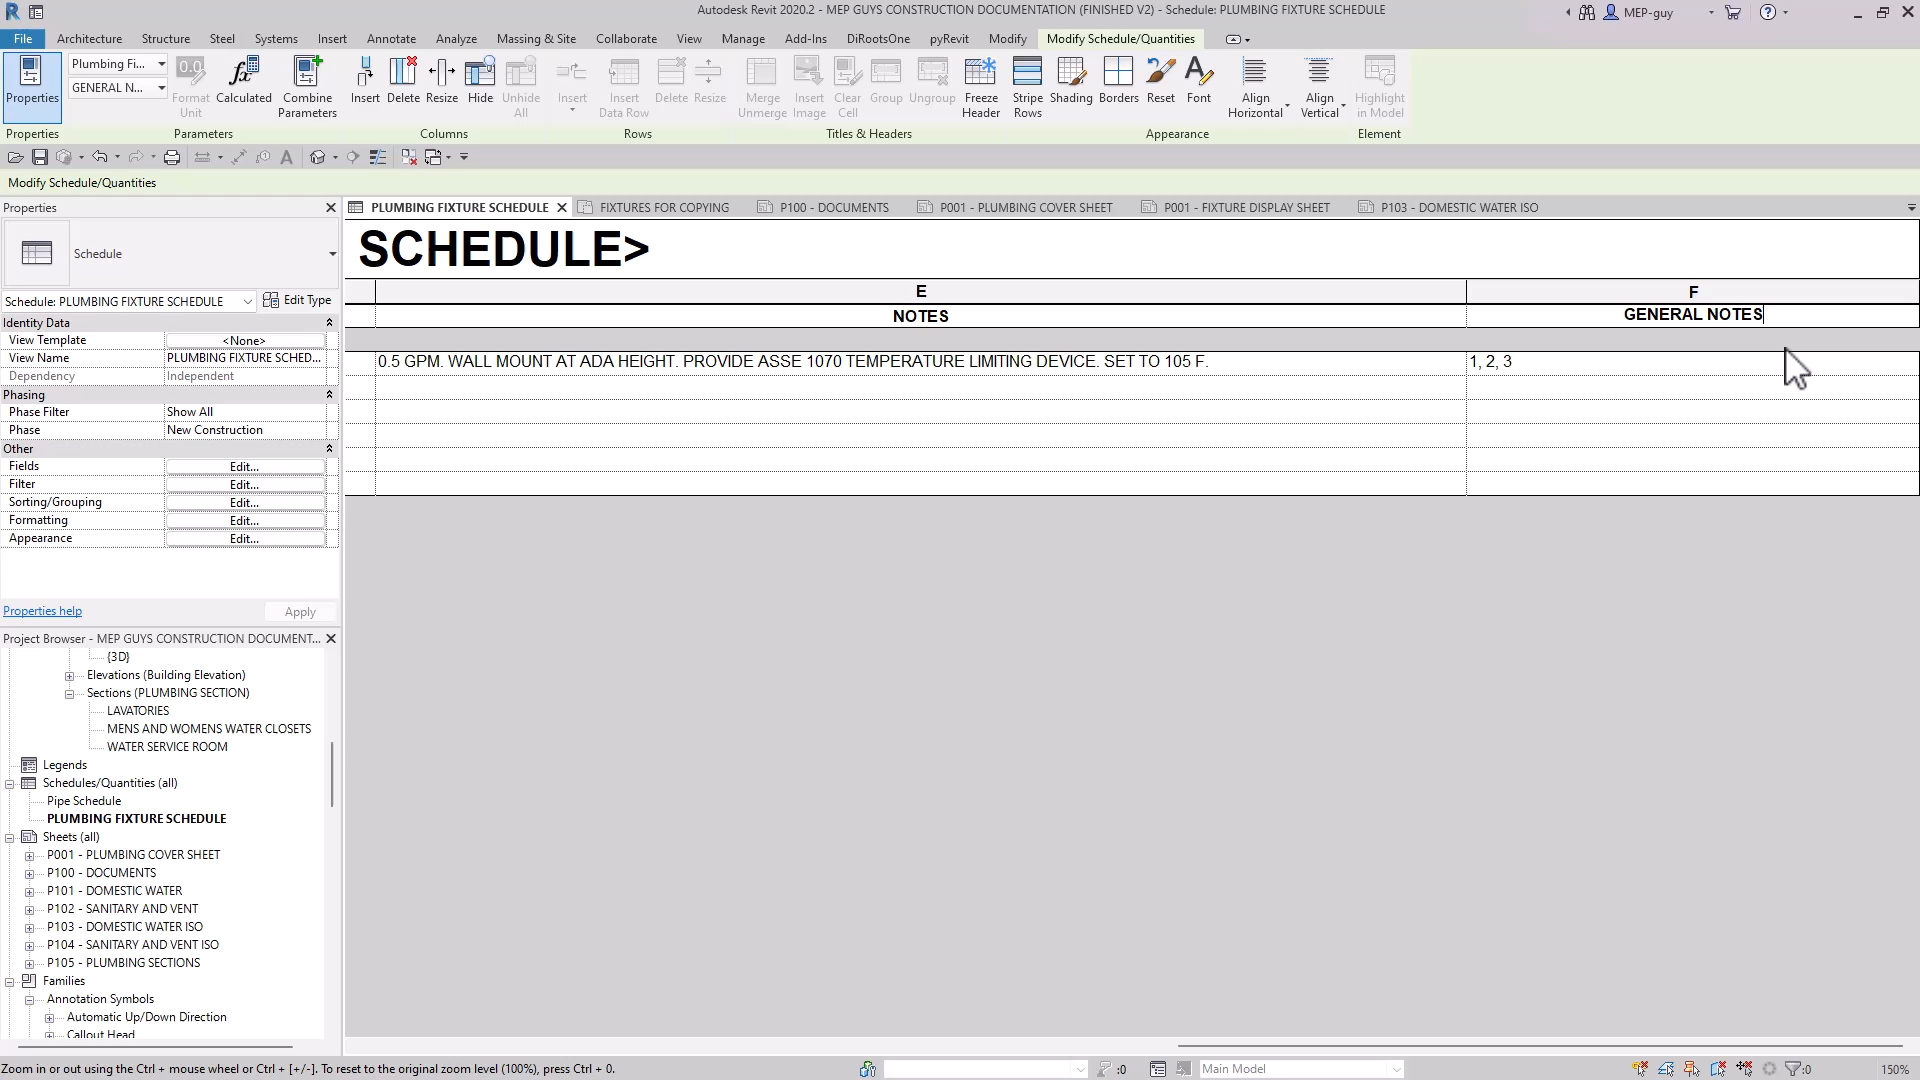 Autodesk Revit 2020.2 - MEP GUYS CONSTRUCTION DOCUMENTATION (FINISHED V2) - Schedule: PLUMBING FIXTURE SCHEDULE
MEP-guy
File Architecture Structure Steel Systems Insert Annotate Analyze Massing & Site Collaborate View Manage Add-Ins DiRootsOne pyRevit Modify Modify Schedule/Quantities
Plumbing Fi...
GENERAL N...
Properties
Format Unit
Calculated
Combine Parameters
Insert
Delete
Resize
Hide
Unhide All
Insert
Insert Data Row
Delete
Resize
Merge Unmerge
Insert Image
Clear Cell
Group
Ungroup
Freeze Header
Stripe Rows
Shading
Borders
Reset
Font
Align Horizontal
Align Vertical
Highlight in Model
Properties Parameters Columns Rows Titles & Headers Appearance Element
Modify Schedule/Quantities
Properties
Schedule
Schedule: PLUMBING FIXTURE SCHEDULE
Edit Type
Identity Data
View Template <None>
View Name PLUMBING FIXTURE SCHED...
Dependency Independent
Phasing
Phase Filter Show All
Phase New Construction
Other
Fields Edit...
Filter Edit...
Sorting/Grouping Edit...
Formatting Edit...
Appearance Edit...
Properties help
Apply
Project Browser - MEP GUYS CONSTRUCTION DOCUMENT...
{3D}
Elevations (Building Elevation)
Sections (PLUMBING SECTION)
LAVATORIES
MENS AND WOMENS WATER CLOSETS
WATER SERVICE ROOM
Legends
Schedules/Quantities (all)
Pipe Schedule
PLUMBING FIXTURE SCHEDULE
Sheets (all)
P001 - PLUMBING COVER SHEET
P100 - DOCUMENTS
P101 - DOMESTIC WATER
P102 - SANITARY AND VENT
P103 - DOMESTIC WATER ISO
P104 - SANITARY AND VENT ISO
P105 - PLUMBING SECTIONS
Families
Annotation Symbols
Automatic Up/Down Direction
Callout Head
PLUMBING FIXTURE SCHEDULE
FIXTURES FOR COPYING
P100 - DOCUMENTS
P001 - PLUMBING COVER SHEET
P001 - FIXTURE DISPLAY SHEET
P103 - DOMESTIC WATER ISO
SCHEDULE>
E F
NOTES GENERAL NOTES
0.5 GPM. WALL MOUNT AT ADA HEIGHT. PROVIDE ASSE 1070 TEMPERATURE LIMITING DEVICE. SET TO 105 F. 1, 2, 3
Zoom in or out using the Ctrl + mouse wheel or Ctrl + [+/-]. To reset to the original zoom level (100%), press Ctrl + 0.
:0
Main Model
:0
150%